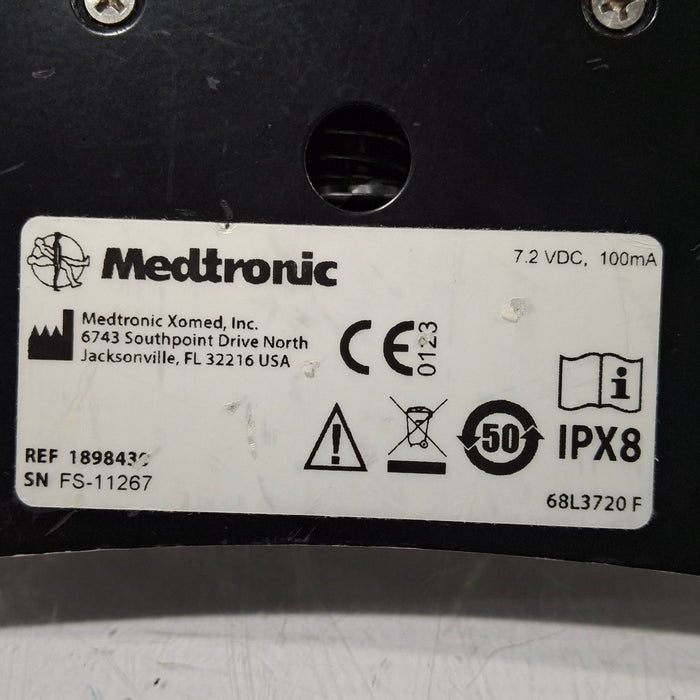 Medtronic
7.2 VDC, 100mA
Medtronic Xomed, Inc.
6743 Southpoint Drive North
Jacksonville, FL 32216 USA
CE 0123
i
!
50
IPX8
REF 1898430
SN FS-11267
68L3720 F